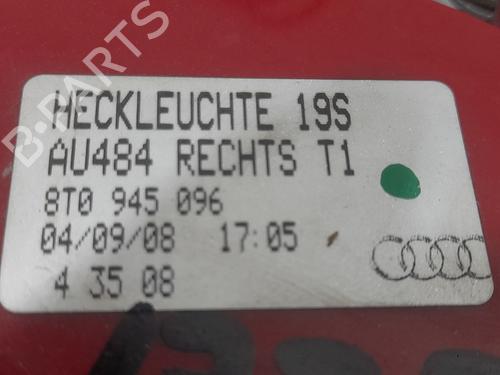 B-PARTS
HECKLEUCHTE 19S
AU484 RECHTS T1
8T0 945 096
04/09/08 17:05
4 35 08